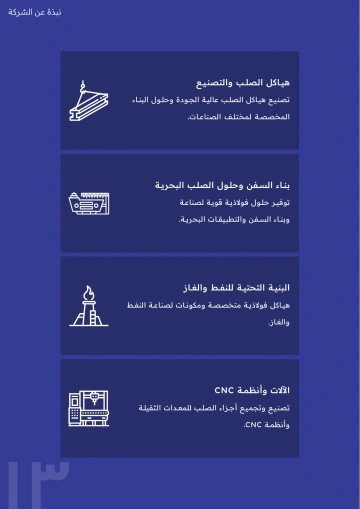 نبذة عن الشركة
هياكل الصلب والتصنيع
تصنيع هياكل الصلب عالية الجودة وحلول البناء
المخصصة لمختلف الصناعات.
بناء السفن وحلول الصلب البحرية
توفير حلول فولاذية قوية لصناعة
وبناء السفن والتطبيقات البحرية.
البنية التحتية للنفط والغاز
هياكل فولاذية متخصصة ومكونات لصناعة النفط
والغاز.
الآلات وأنظمة CNC
تصنيع وتجميع أجزاء الصلب للمعدات الثقيلة
وأنظمة CNC.
١٣